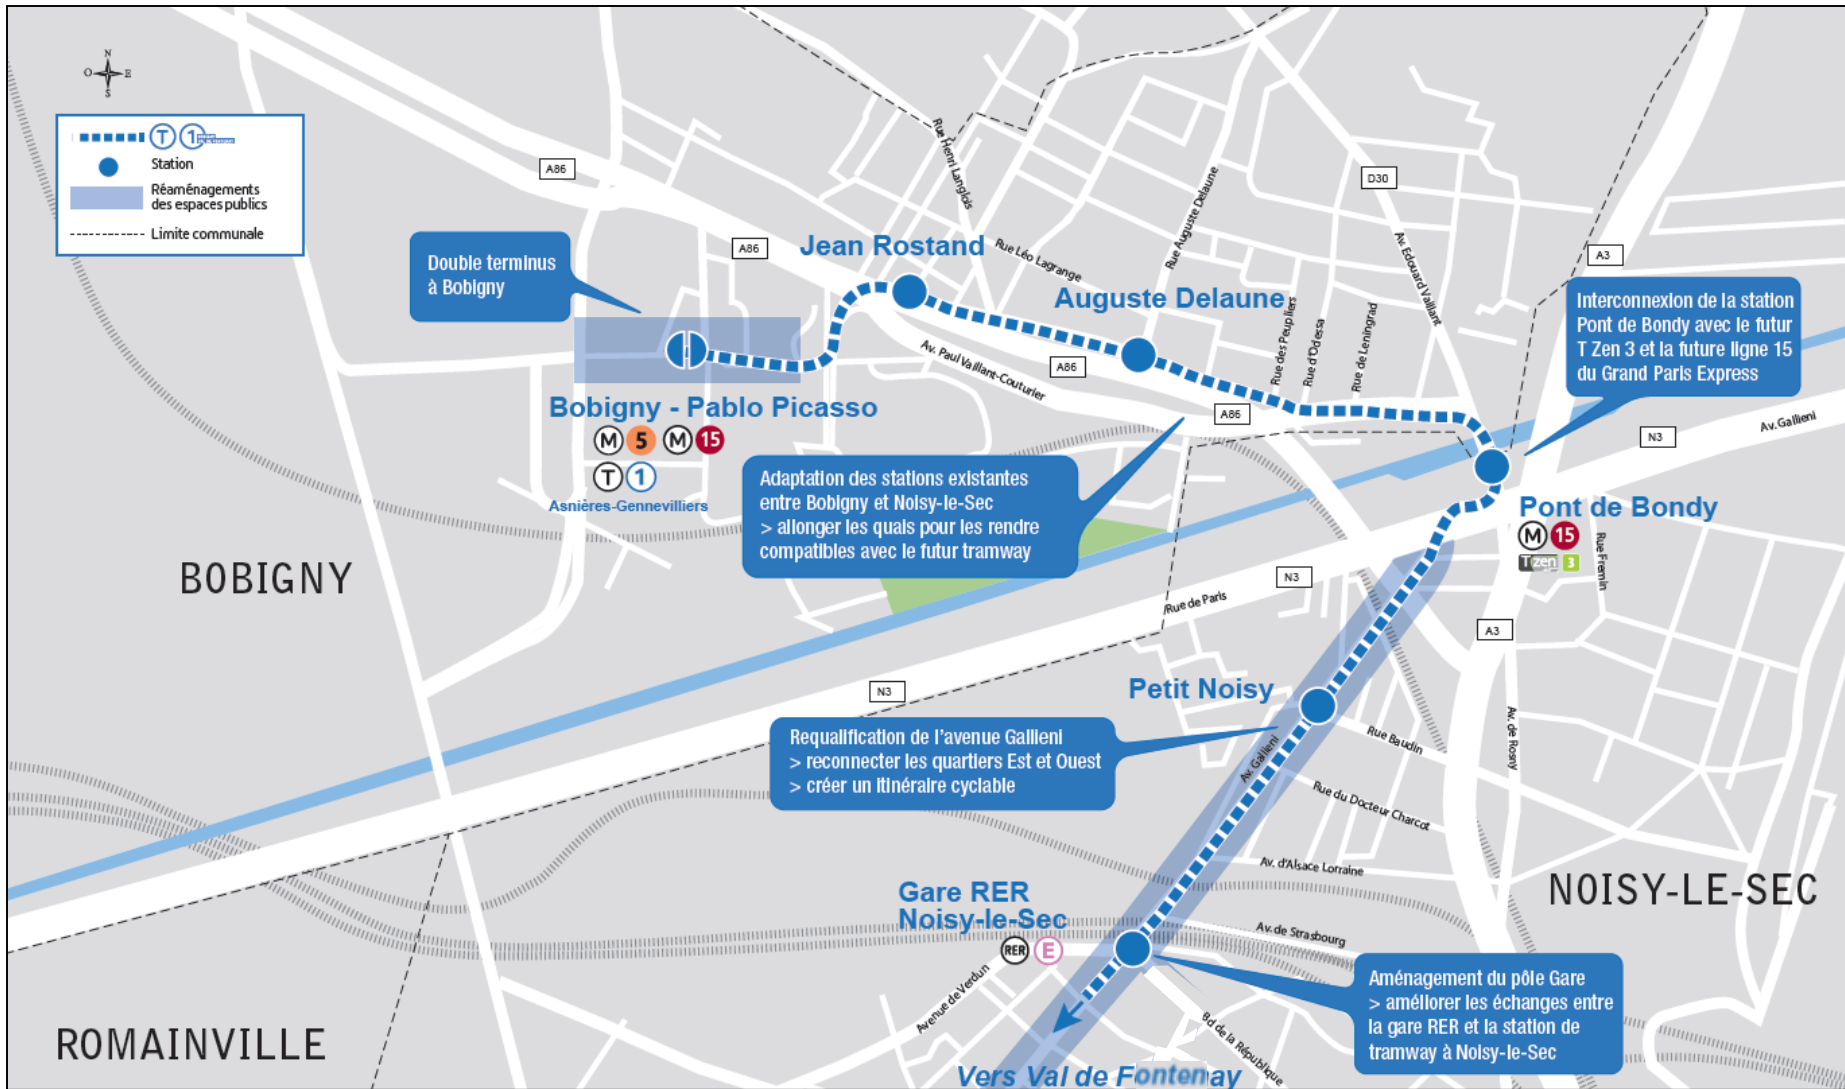 N
O E
S
T 1
Station
Réaménagements
des espaces publics
Limite communale
A86
Rue Henri Langlois
D30
Rue Auguste Delaune
Double terminus
à Bobigny
A86
Jean Rostand
Rue Léo Lagrange
Av. Edouard Vaillant
A3
Auguste Delaune
Rue des Peupliers
Rue d'Odessa
Rue de Leningrad
Interconnexion de la station
Pont de Bondy avec le futur
T Zen 3 et la future ligne 15
du Grand Paris Express
Av. Paul Vaillant-Couturier
A86
Bobigny - Pablo Picasso
M 5 M 15
T 1
Asnières-Gennevilliers
A86
Av. Gallieni
N3
Adaptation des stations existantes
entre Bobigny et Noisy-le-Sec
> allonger les quais pour les rendre
compatibles avec le futur tramway
Pont de Bondy
M 15
T zen 3
Rue Fremin
BOBIGNY
N3
Rue de Paris
A3
N3
Petit Noisy
Requalification de l'avenue Gallieni
> reconnecter les quartiers Est et Ouest
> créer un itinéraire cyclable
Av. Gallieni
Rue Baudin
Av. de Rosny
Rue du Docteur Charcot
Av. d'Alsace Lorraine
NOISY-LE-SEC
Gare RER
Noisy-le-Sec
RER E
Av. de Strasbourg
Avenue de Verdun
Bd de la République
Aménagement du pôle Gare
> améliorer les échanges entre
la gare RER et la station de
tramway à Noisy-le-Sec
ROMAINVILLE
Vers Val de Fontenay